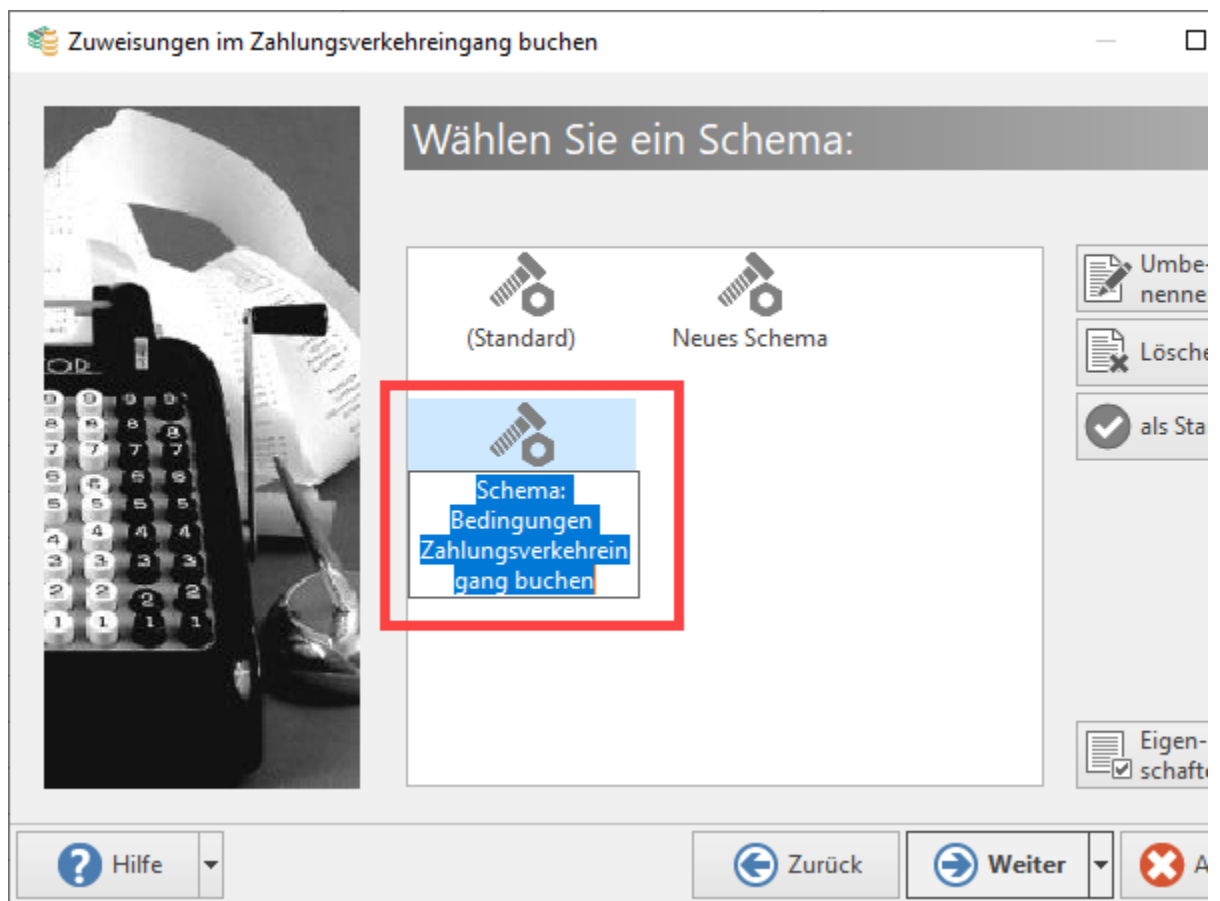 Zuweisungen im Zahlungsverkehreingang buchen
Wählen Sie ein Schema:
(Standard)
Neues Schema
Schema:
Bedingungen
Zahlungsverkehrein
gang buchen
Umbe-
nenne
Lösche
als Sta
Eigen-
schafte
Hilfe
Zurück
Weiter
A